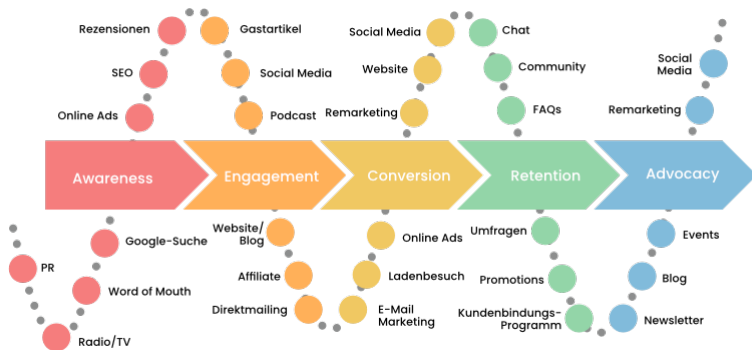 Rezensionen
Gastartikel
Social Media
Chat
SEO
Social Media
Website
Community
Social
Media
Online Ads
Podcast
Remarketing
FAQs
Remarketing
Awareness
Engagement
Conversion
Retention
Advocacy
Google-Suche
Website/
Blog
Online Ads
Umfragen
Events
PR
Word of Mouth
Affiliate
Ladenbesuch
Promotions
Blog
Radio/TV
Direktmailing
E-Mail
Marketing
Kundenbindungs-
Programm
Newsletter